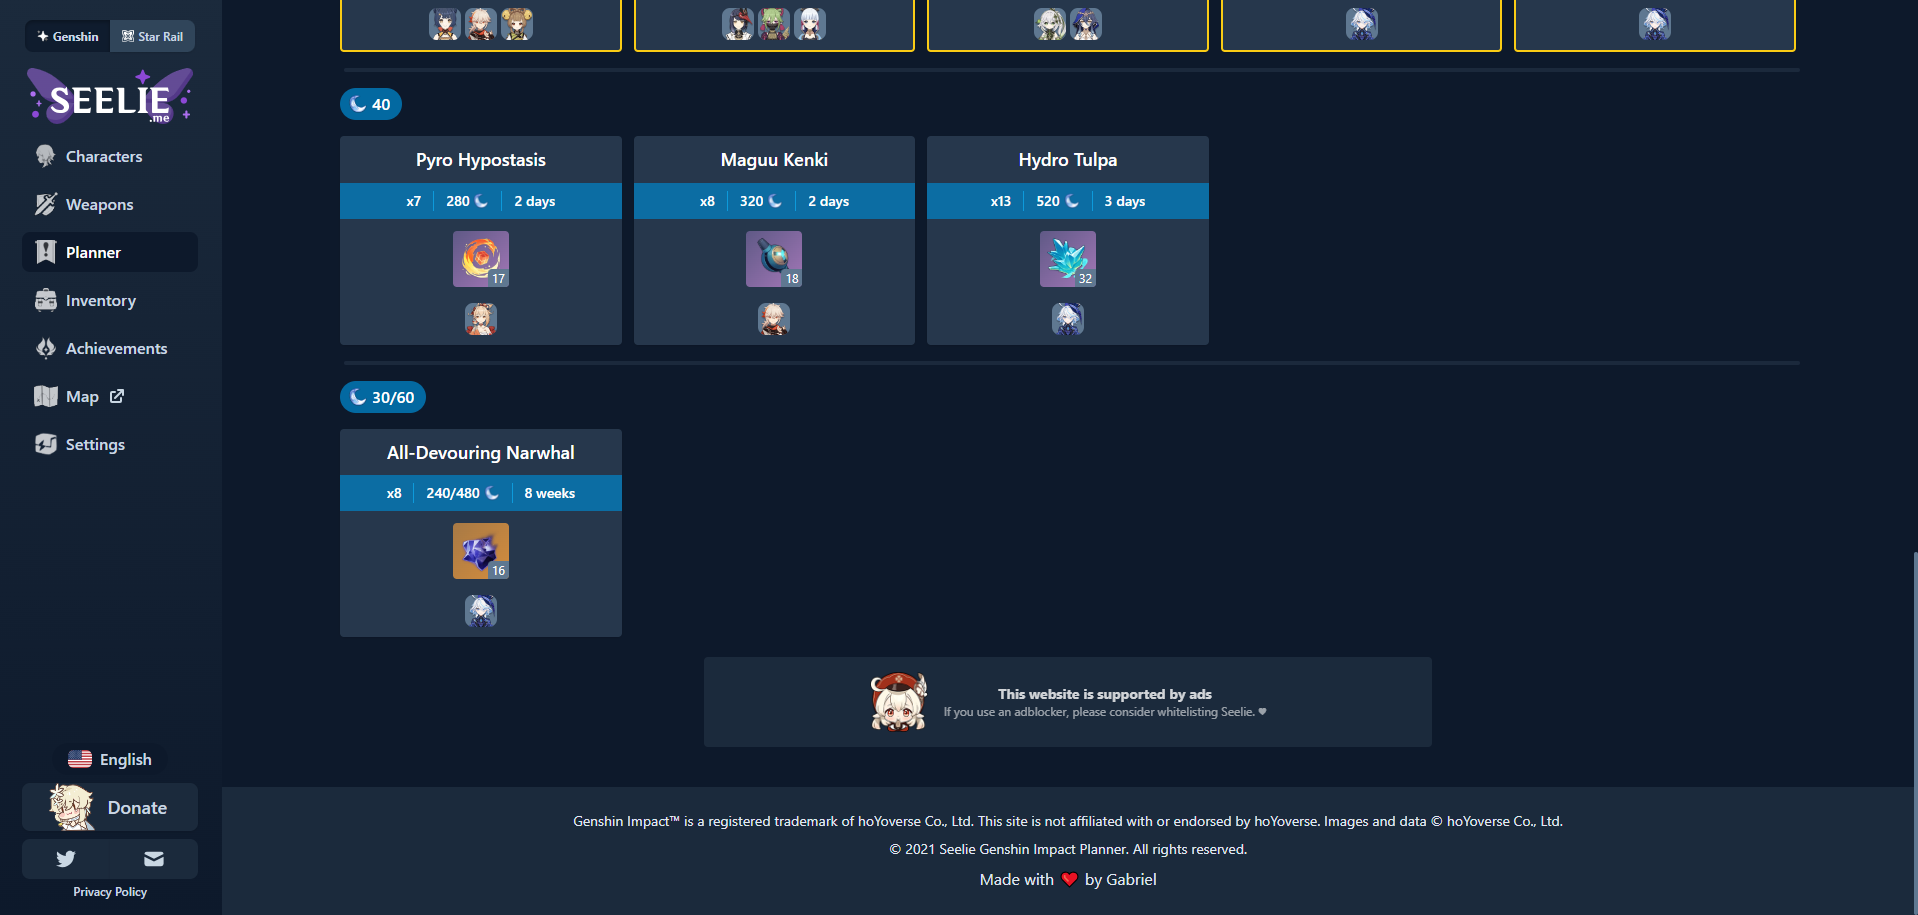 Genshin
Star Rail
SEELIE
.me
Characters
Weapons
Planner
Inventory
Achievements
Map
Settings
English
Donate
Privacy Policy
40
Pyro Hypostasis
x7 280 2 days
17
Maguu Kenki
x8 320 2 days
18
Hydro Tulpa
x13 520 3 days
32
30/60
All-Devouring Narwhal
x8 240/480 8 weeks
16
This website is supported by ads
If you use an adblocker, please consider whitelisting Seelie. ♥
Genshin Impact™ is a registered trademark of hoYoverse Co., Ltd. This site is not affiliated with or endorsed by hoYoverse. Images and data © hoYoverse Co., Ltd.
© 2021 Seelie Genshin Impact Planner. All rights reserved.
Made with ❤ by Gabriel